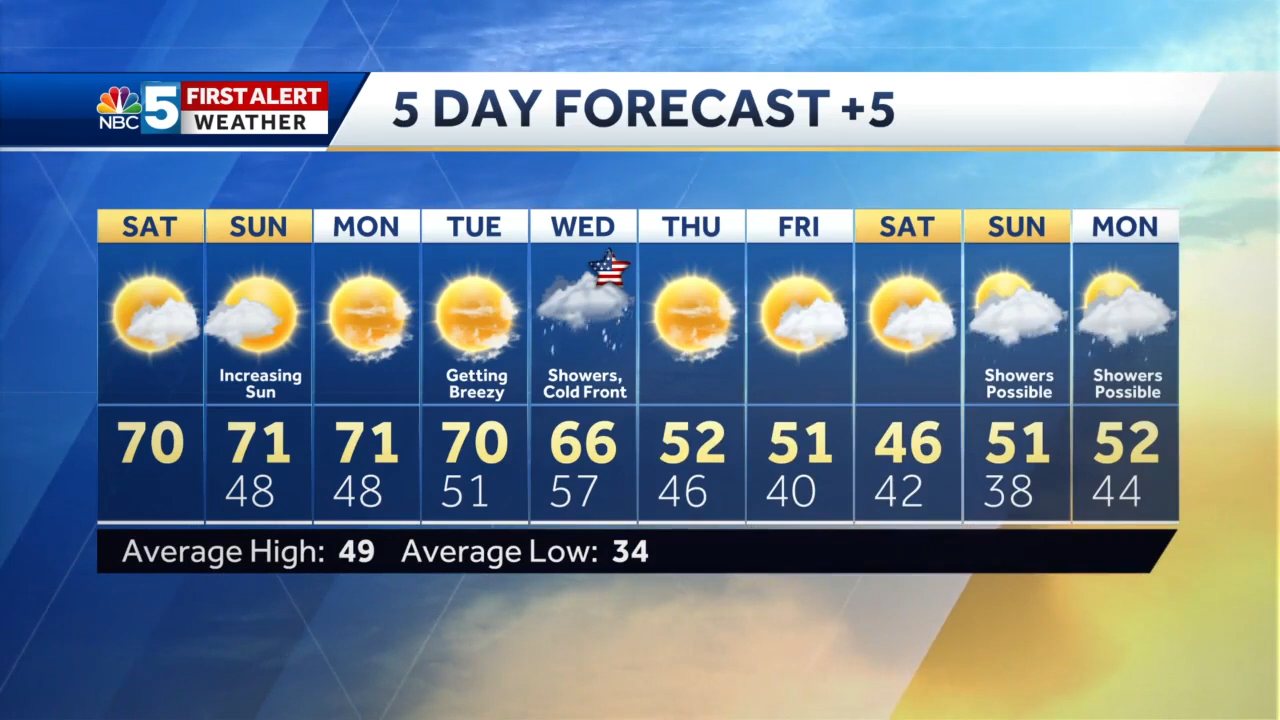 NBC 5 FIRST ALERT WEATHER
5 DAY FORECAST +5
SAT SUN MON TUE WED THU FRI SAT SUN MON
Increasing Sun
Getting Breezy
Showers, Cold Front
Showers Possible
Showers Possible
70 71 71 70 66 52 51 46 51 52
48 48 51 57 46 40 42 38 44
Average High: 49 Average Low: 34